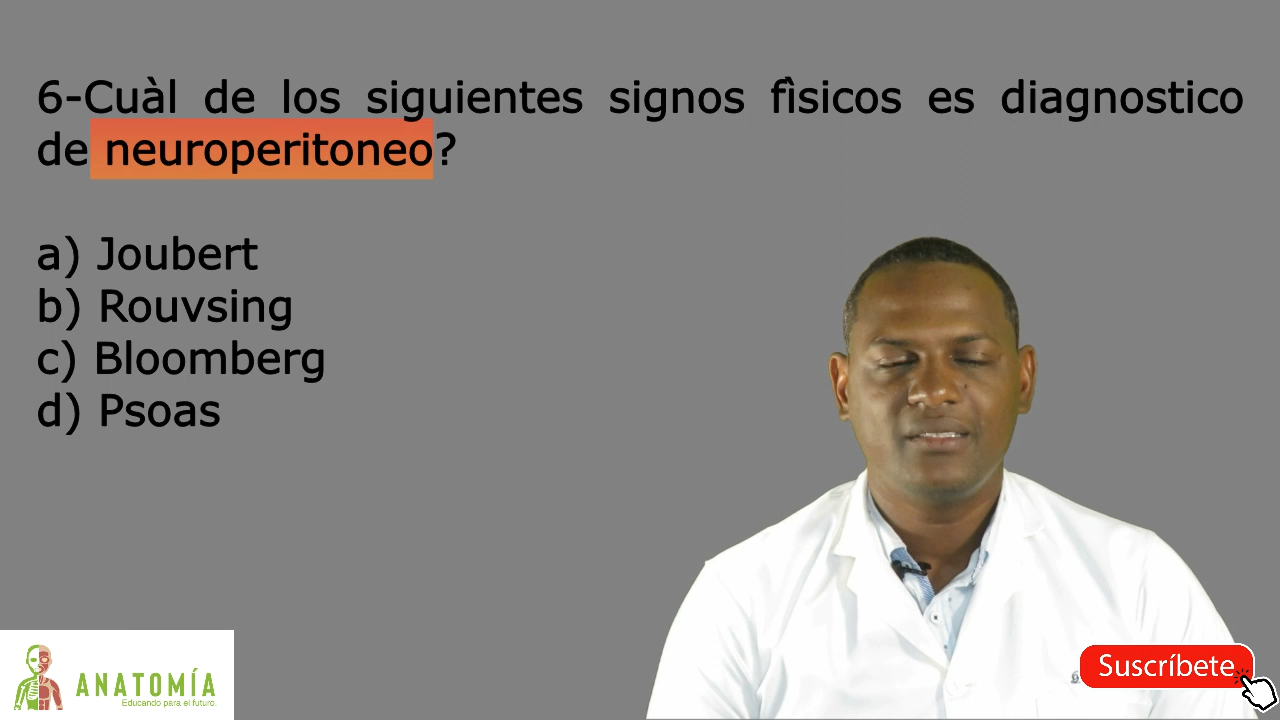 6-Cuàl de los siguientes signos fìsicos es diagnostico
de neuroperitoneo?
a) Joubert
b) Rouvsing
c) Bloomberg
d) Psoas
ANATOMÍA
Educando para el futuro.
Suscríbete